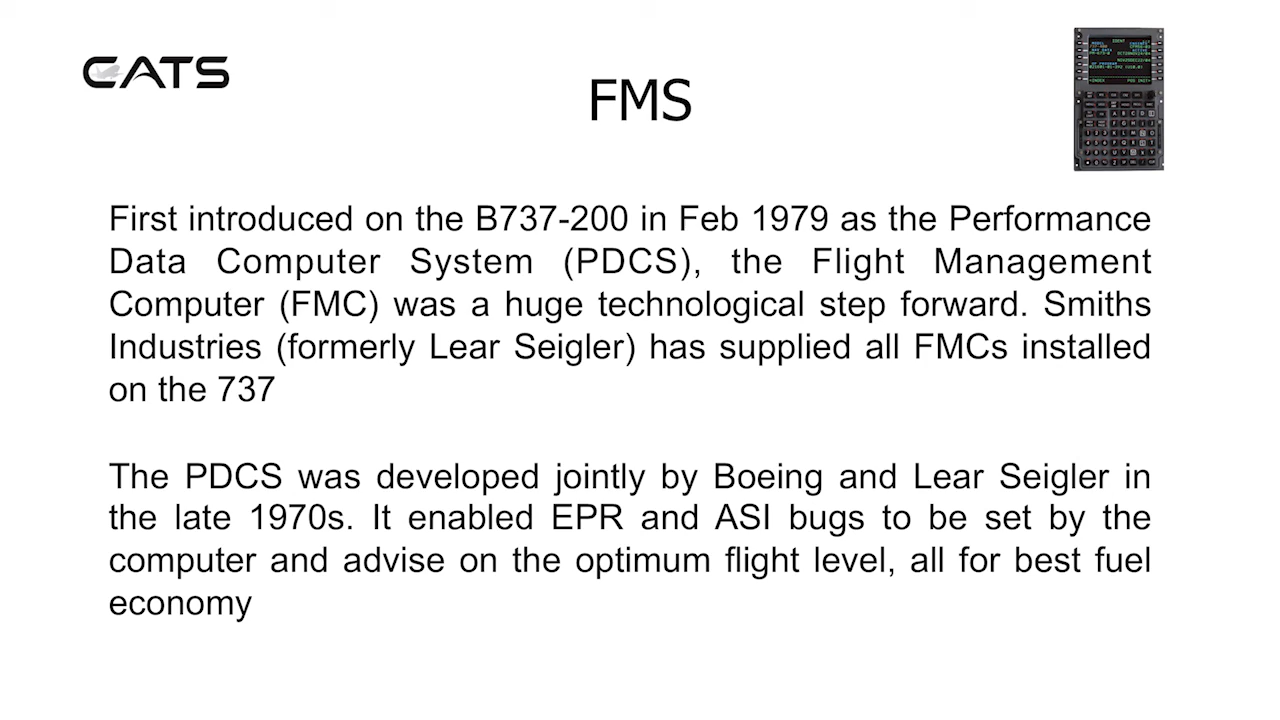 CATS
FMS
First introduced on the B737-200 in Feb 1979 as the Performance
Data Computer System (PDCS), the Flight Management
Computer (FMC) was a huge technological step forward. Smiths
Industries (formerly Lear Seigler) has supplied all FMCs installed
on the 737
The PDCS was developed jointly by Boeing and Lear Seigler in
the late 1970s. It enabled EPR and ASI bugs to be set by the
computer and advise on the optimum flight level, all for best fuel
economy